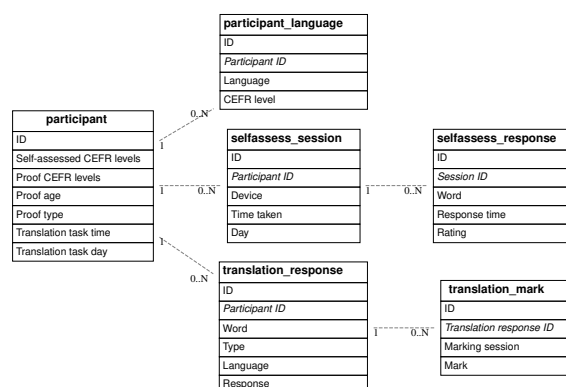 participant_language
ID
Participant ID
Language
CEFR level
participant
ID
Self-assessed CEFR levels
Proof CEFR levels
Proof age
Proof type
Translation task time
Translation task day
1
0..N
1
0..N
1
0..N
selfassess_session
ID
Participant ID
Device
Time taken
Day
1
0..N
selfassess_response
ID
Session ID
Word
Response time
Rating
translation_response
ID
Participant ID
Word
Type
Language
Response
1
0..N
translation_mark
ID
Translation response ID
Marking session
Mark